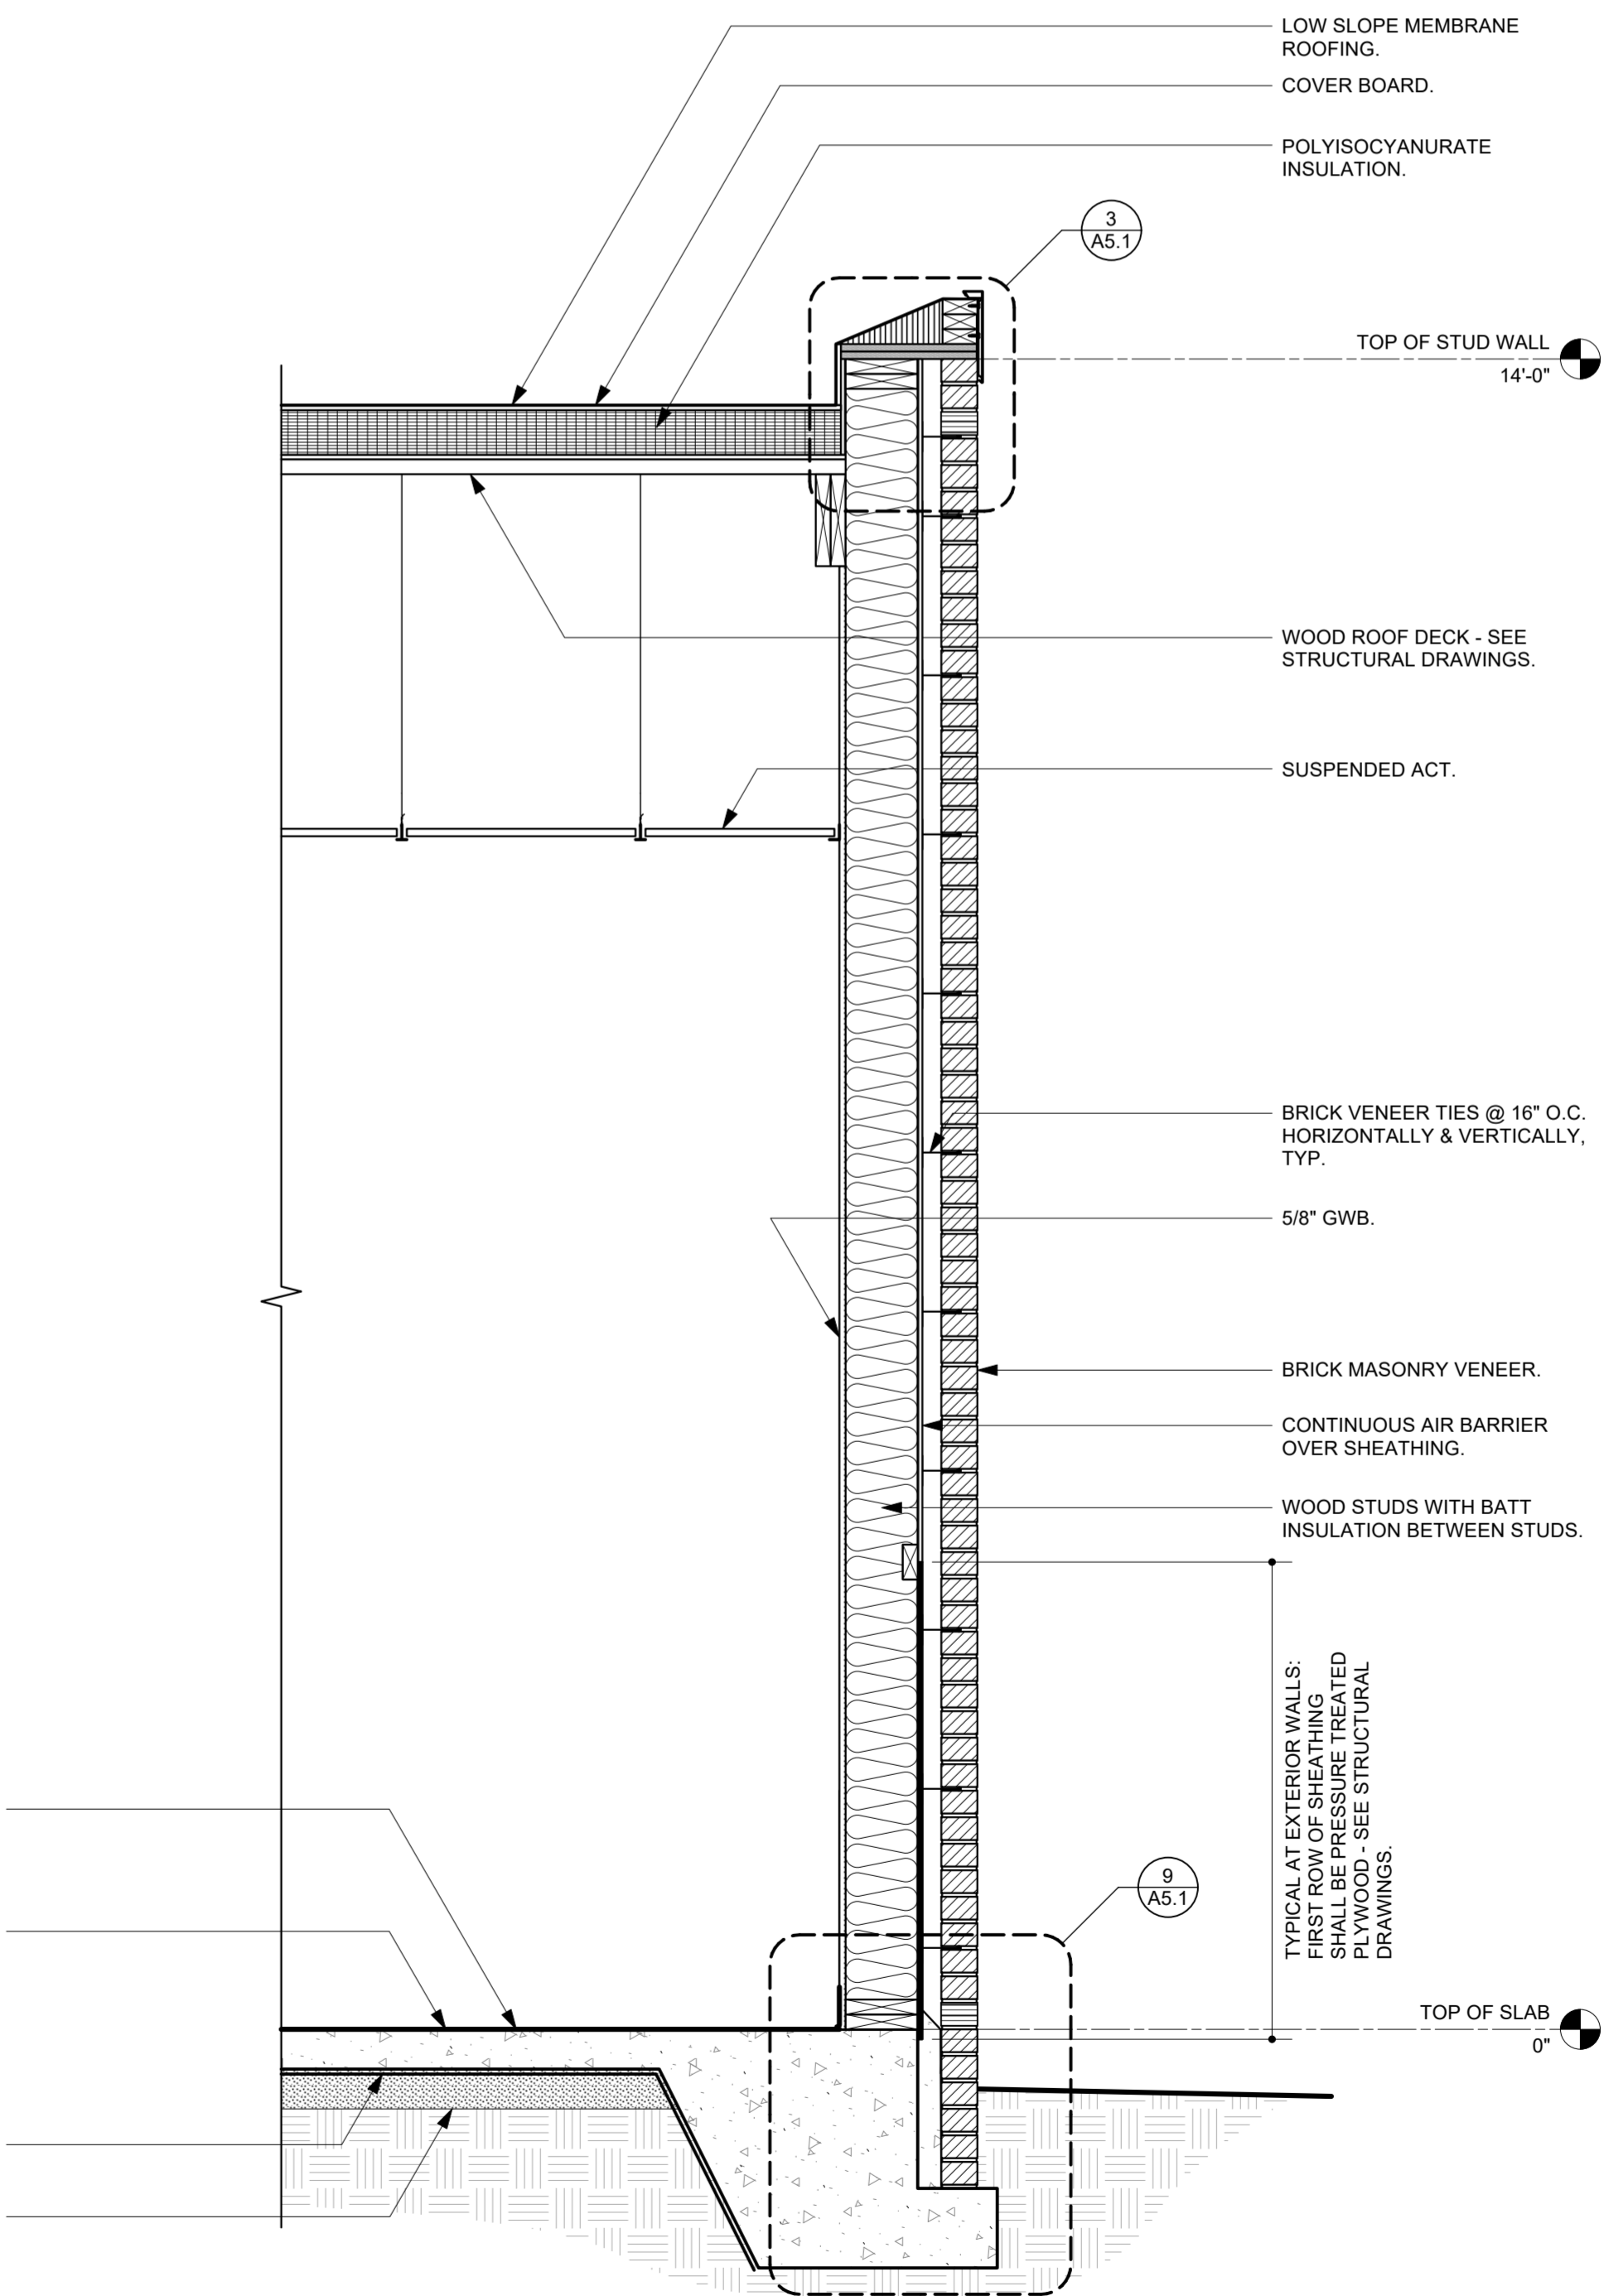 LOW SLOPE MEMBRANE
ROOFING.
COVER BOARD.
POLYISOCYANURATE
INSULATION.
3
A5.1
TOP OF STUD WALL
14'-0"
WOOD ROOF DECK - SEE
STRUCTURAL DRAWINGS.
SUSPENDED ACT.
BRICK VENEER TIES @ 16" O.C.
HORIZONTALLY & VERTICALLY,
TYP.
5/8" GWB.
BRICK MASONRY VENEER.
CONTINUOUS AIR BARRIER
OVER SHEATHING.
WOOD STUDS WITH BATT
INSULATION BETWEEN STUDS.
TYPICAL AT EXTERIOR WALLS:
FIRST ROW OF SHEATHING
SHALL BE PRESSURE TREATED
PLYWOOD - SEE STRUCTURAL
DRAWINGS.
9
A5.1
TOP OF SLAB
0"